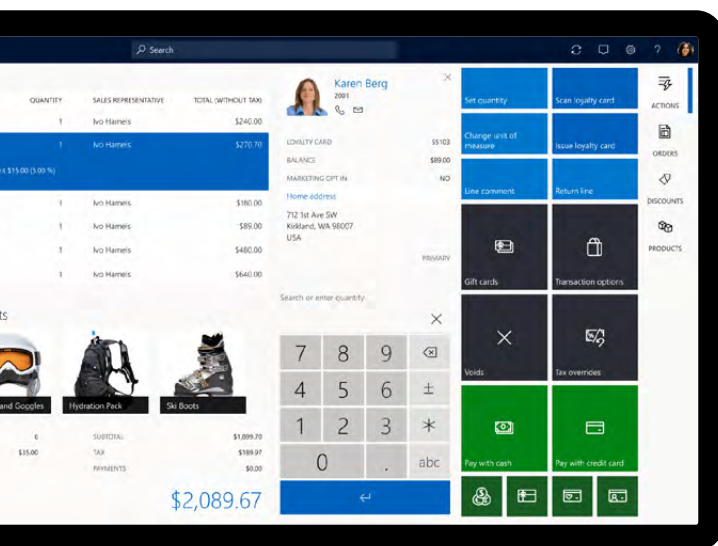 Search
?
QUANTITY SALES REPRESENTATIVE TOTAL (WITHOUT TAX)
1 Ivo Hamels $240.00
1 Ivo Hamels $270.70
$15.00 (5.00 %)
1 Ivo Hamels $160.00
1 Ivo Hamels $89.00
1 Ivo Hamels $480.00
1 Ivo Hamels $640.00
ts
and Goggles
Hydration Pack
Ski Boots
6 SUBTOTAL
$35.00 TAX $189.97
PAYMENTS $0.00
$2,089.67
Karen Berg
2001
LOYALTY CARD 55103
BALANCE $89.00
MARKETING OPT IN NO
Home address
712 1st Ave SW
Kirkland, WA 98007
USA
PRIMARY
Search or enter quantity
7 8 9
4 5 6 ±
1 2 3 *
0 . abc
Set quantity
Scan loyalty card
Change unit of
measure
Issue loyalty card
Line comment
Return line
Gift cards
Transaction options
Voids
Tax overrides
Pay with cash
Pay with credit card
ACTIONS
ORDERS
DISCOUNTS
PRODUCTS